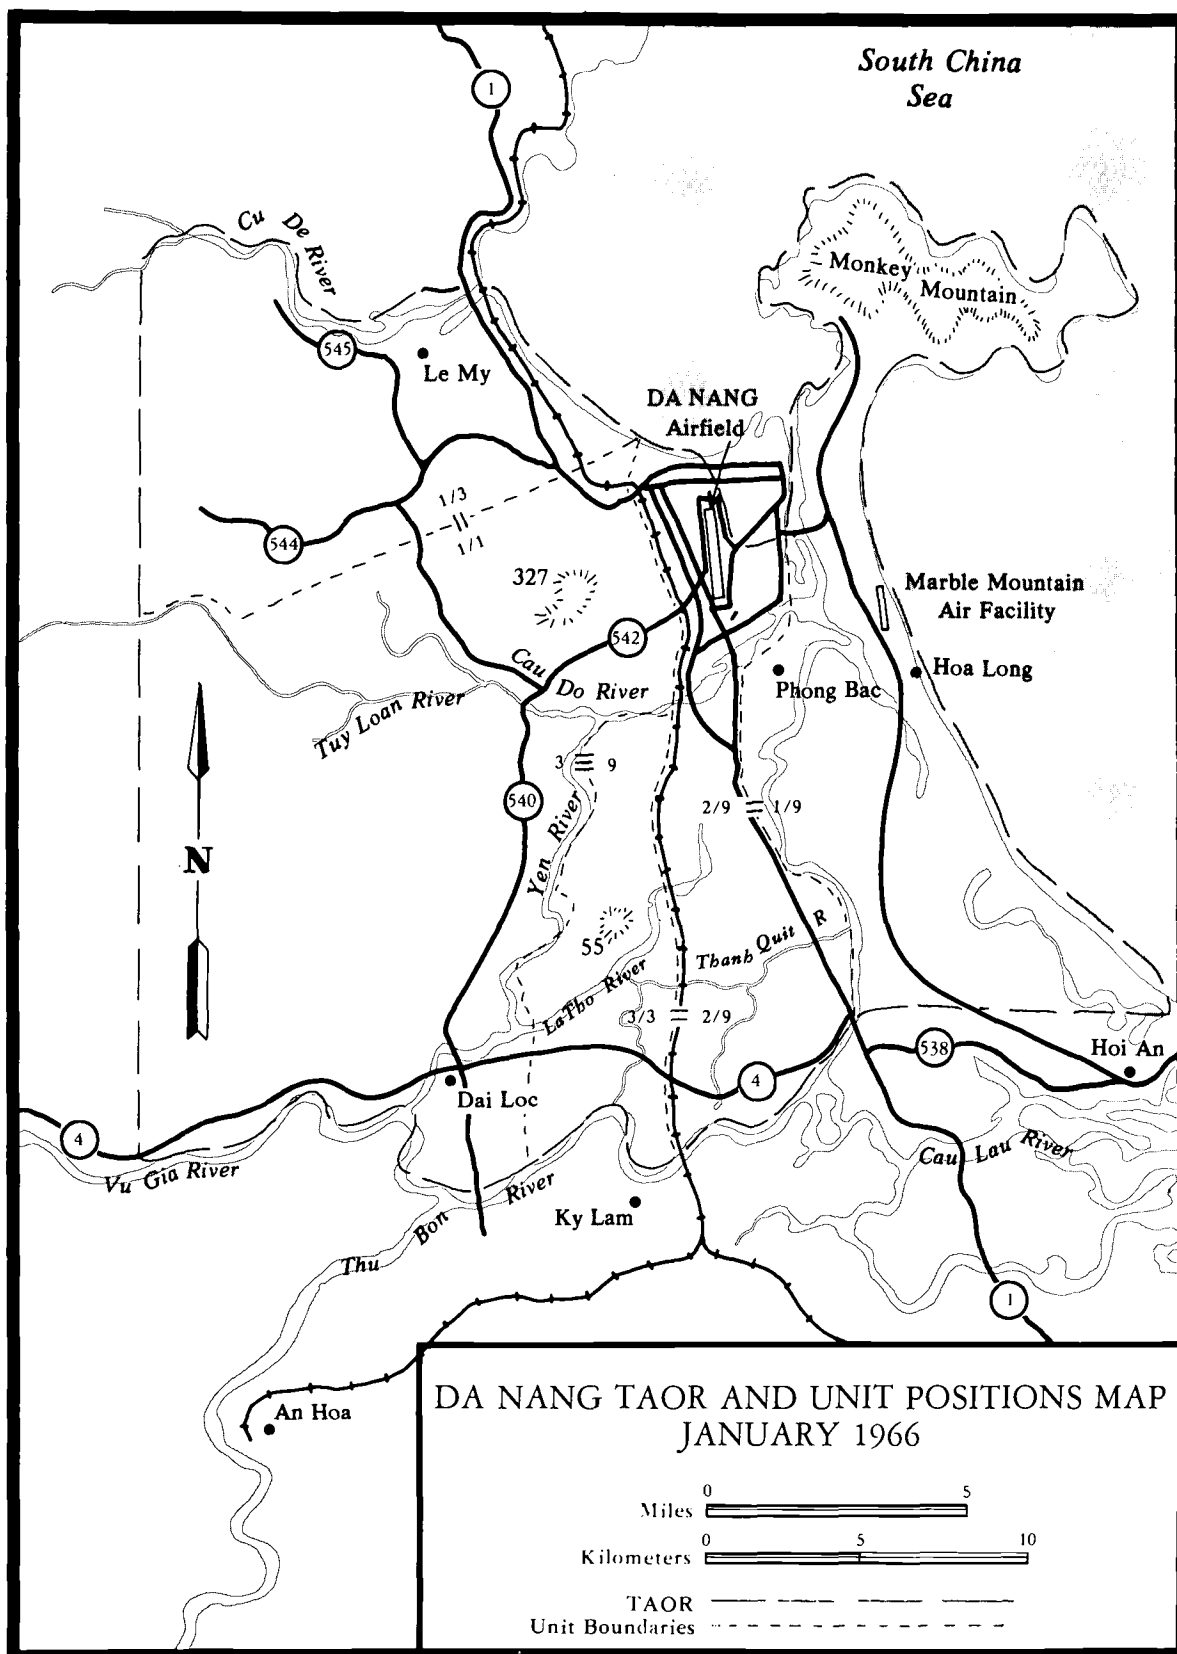 South China
Sea
1
Cu De River
Monkey
Mountain
545
Le My
DA NANG
Airfield
1/3
1/1
544
327
Marble Mountain
Air Facility
542
Hoa Long
Cau Do River
Phong Bac
Tuy Loan River
3 9
540
2/9 1/9
Yen River
N
55
Thanh Quit R
La Tho River
3/3 2/9
538
Hoi An
4
Dai Loc
4
Cau Lau River
Vu Gia River
Thu Bon River
Ky Lam
1
An Hoa
DA NANG TAOR AND UNIT POSITIONS MAP
JANUARY 1966
0 5
Miles
0 5 10
Kilometers
TAOR
Unit Boundaries